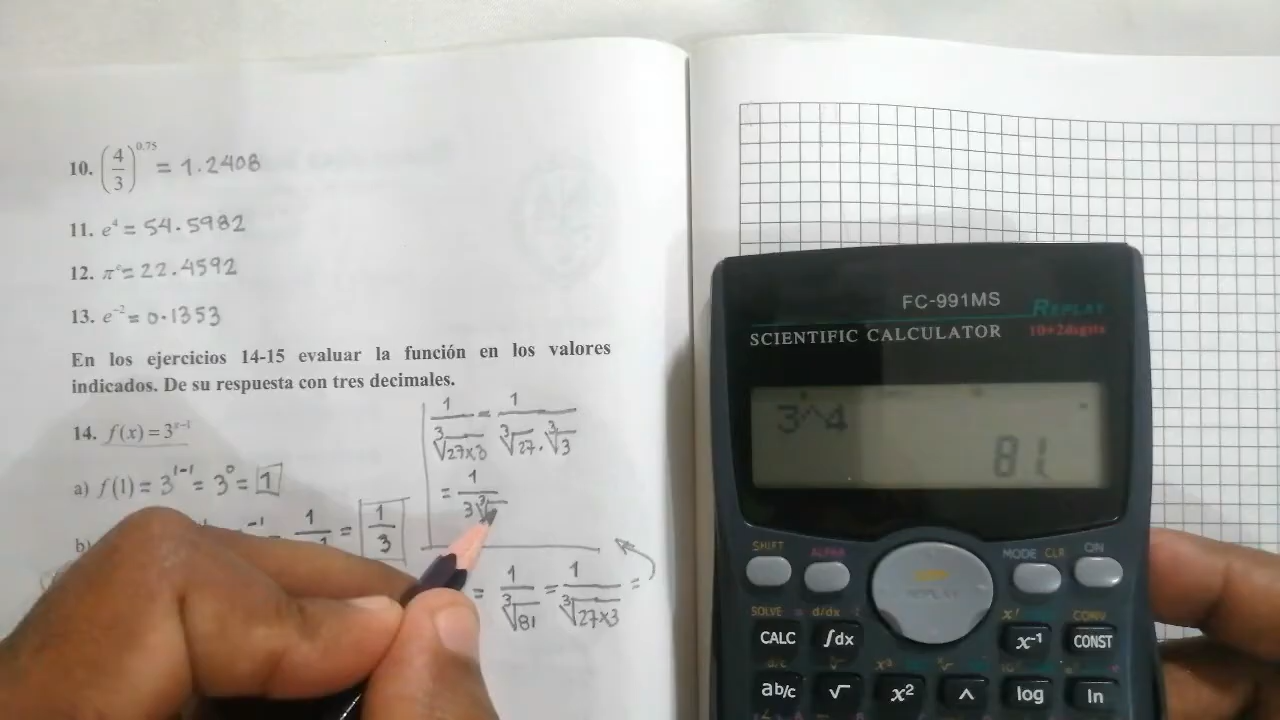 10. (4/3)^0.75 = 1.2408
11. e^4 = 54.5982
12. π^e = 22.4592
13. e^-2 = 0.1353
En los ejercicios 14-15 evaluar la función en los valores
indicados. De su respuesta con tres decimales.
14. f(x) = 3^x-1
a) f(1) = 3^1-1 = 3^0 = 1
b) 1/ = 1/3
1/∛27×3 = 1/∛27 · ∛3
= 1/3∛
= 1/∛81 = 1/∛27×3 =
FC-991MS
REPLAY
SCIENTIFIC CALCULATOR
10+2digits
3^4
81
SHIFT ALPHA MODE CLR ON
REPLAY
SOLVE = d/dx : x! CONV
CALC ∫dx x^-1 CONST
d/c
ab/c √ x² ^ log ln